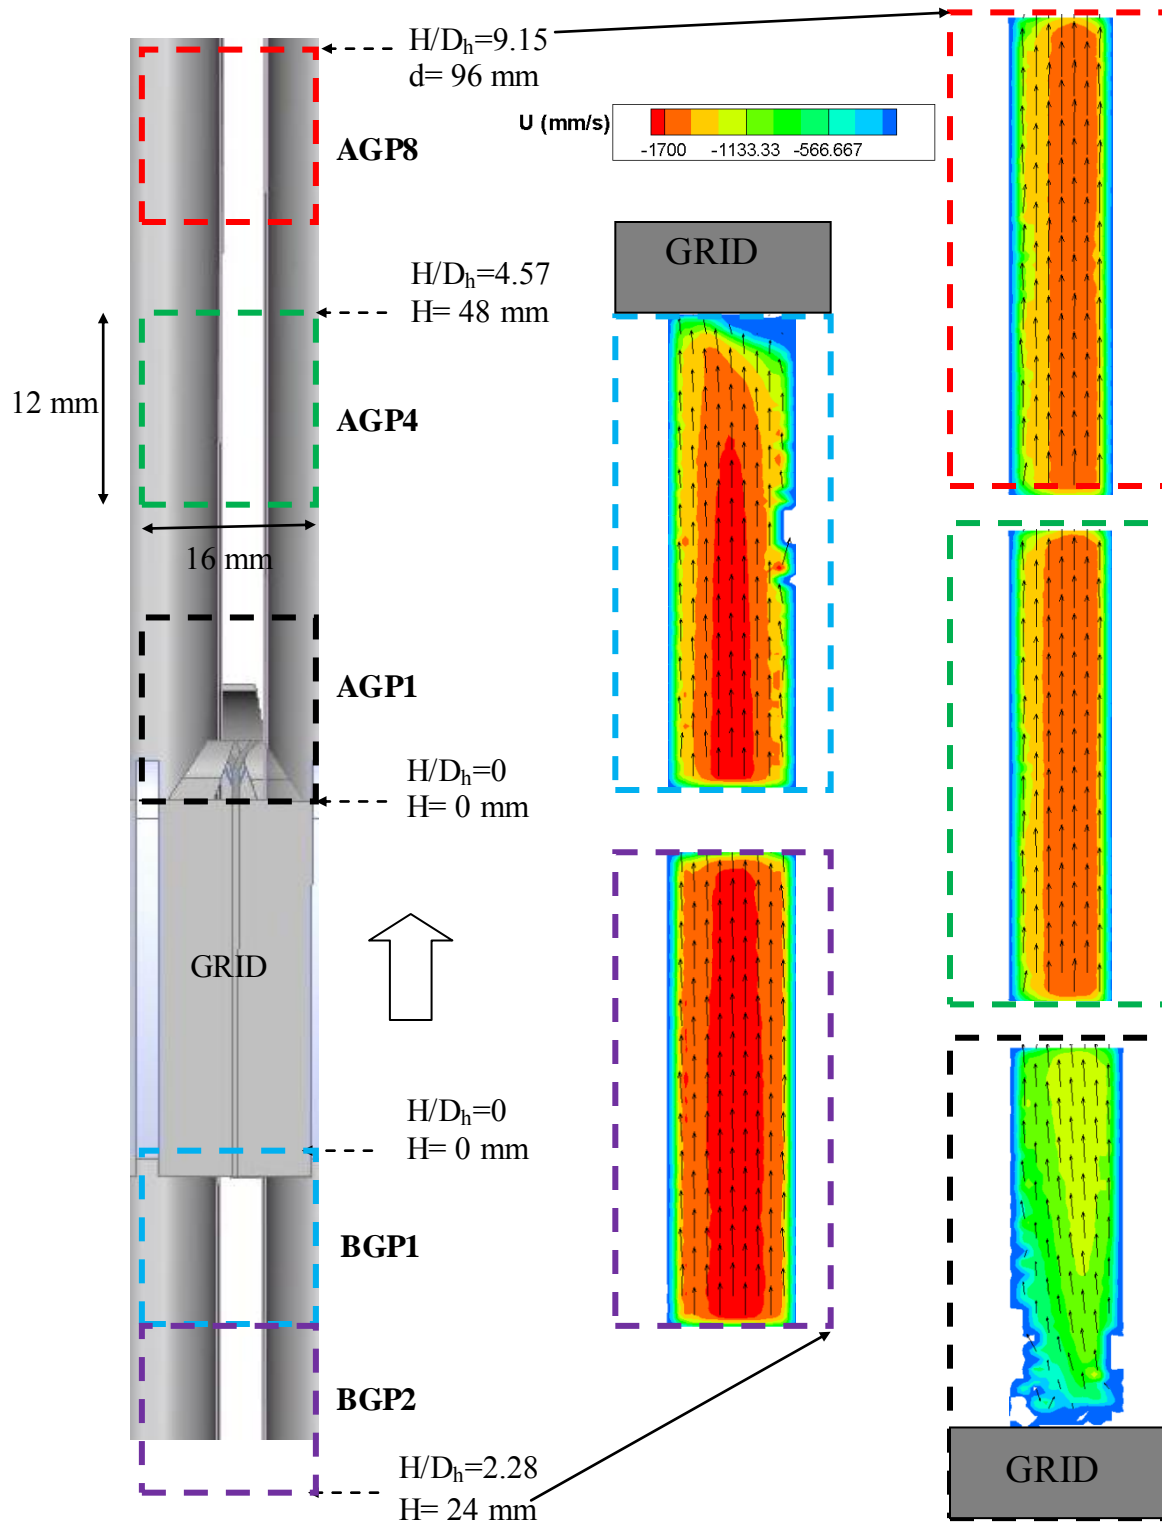 H/Dh=9.15
d= 96 mm
U (mm/s)
-1700 -1133.33 -566.667
AGP8
GRID
H/Dh=4.57
H= 48 mm
12 mm
AGP4
16 mm
AGP1
H/Dh=0
H= 0 mm
GRID
H/Dh=0
H= 0 mm
BGP1
BGP2
H/Dh=2.28
H= 24 mm
GRID